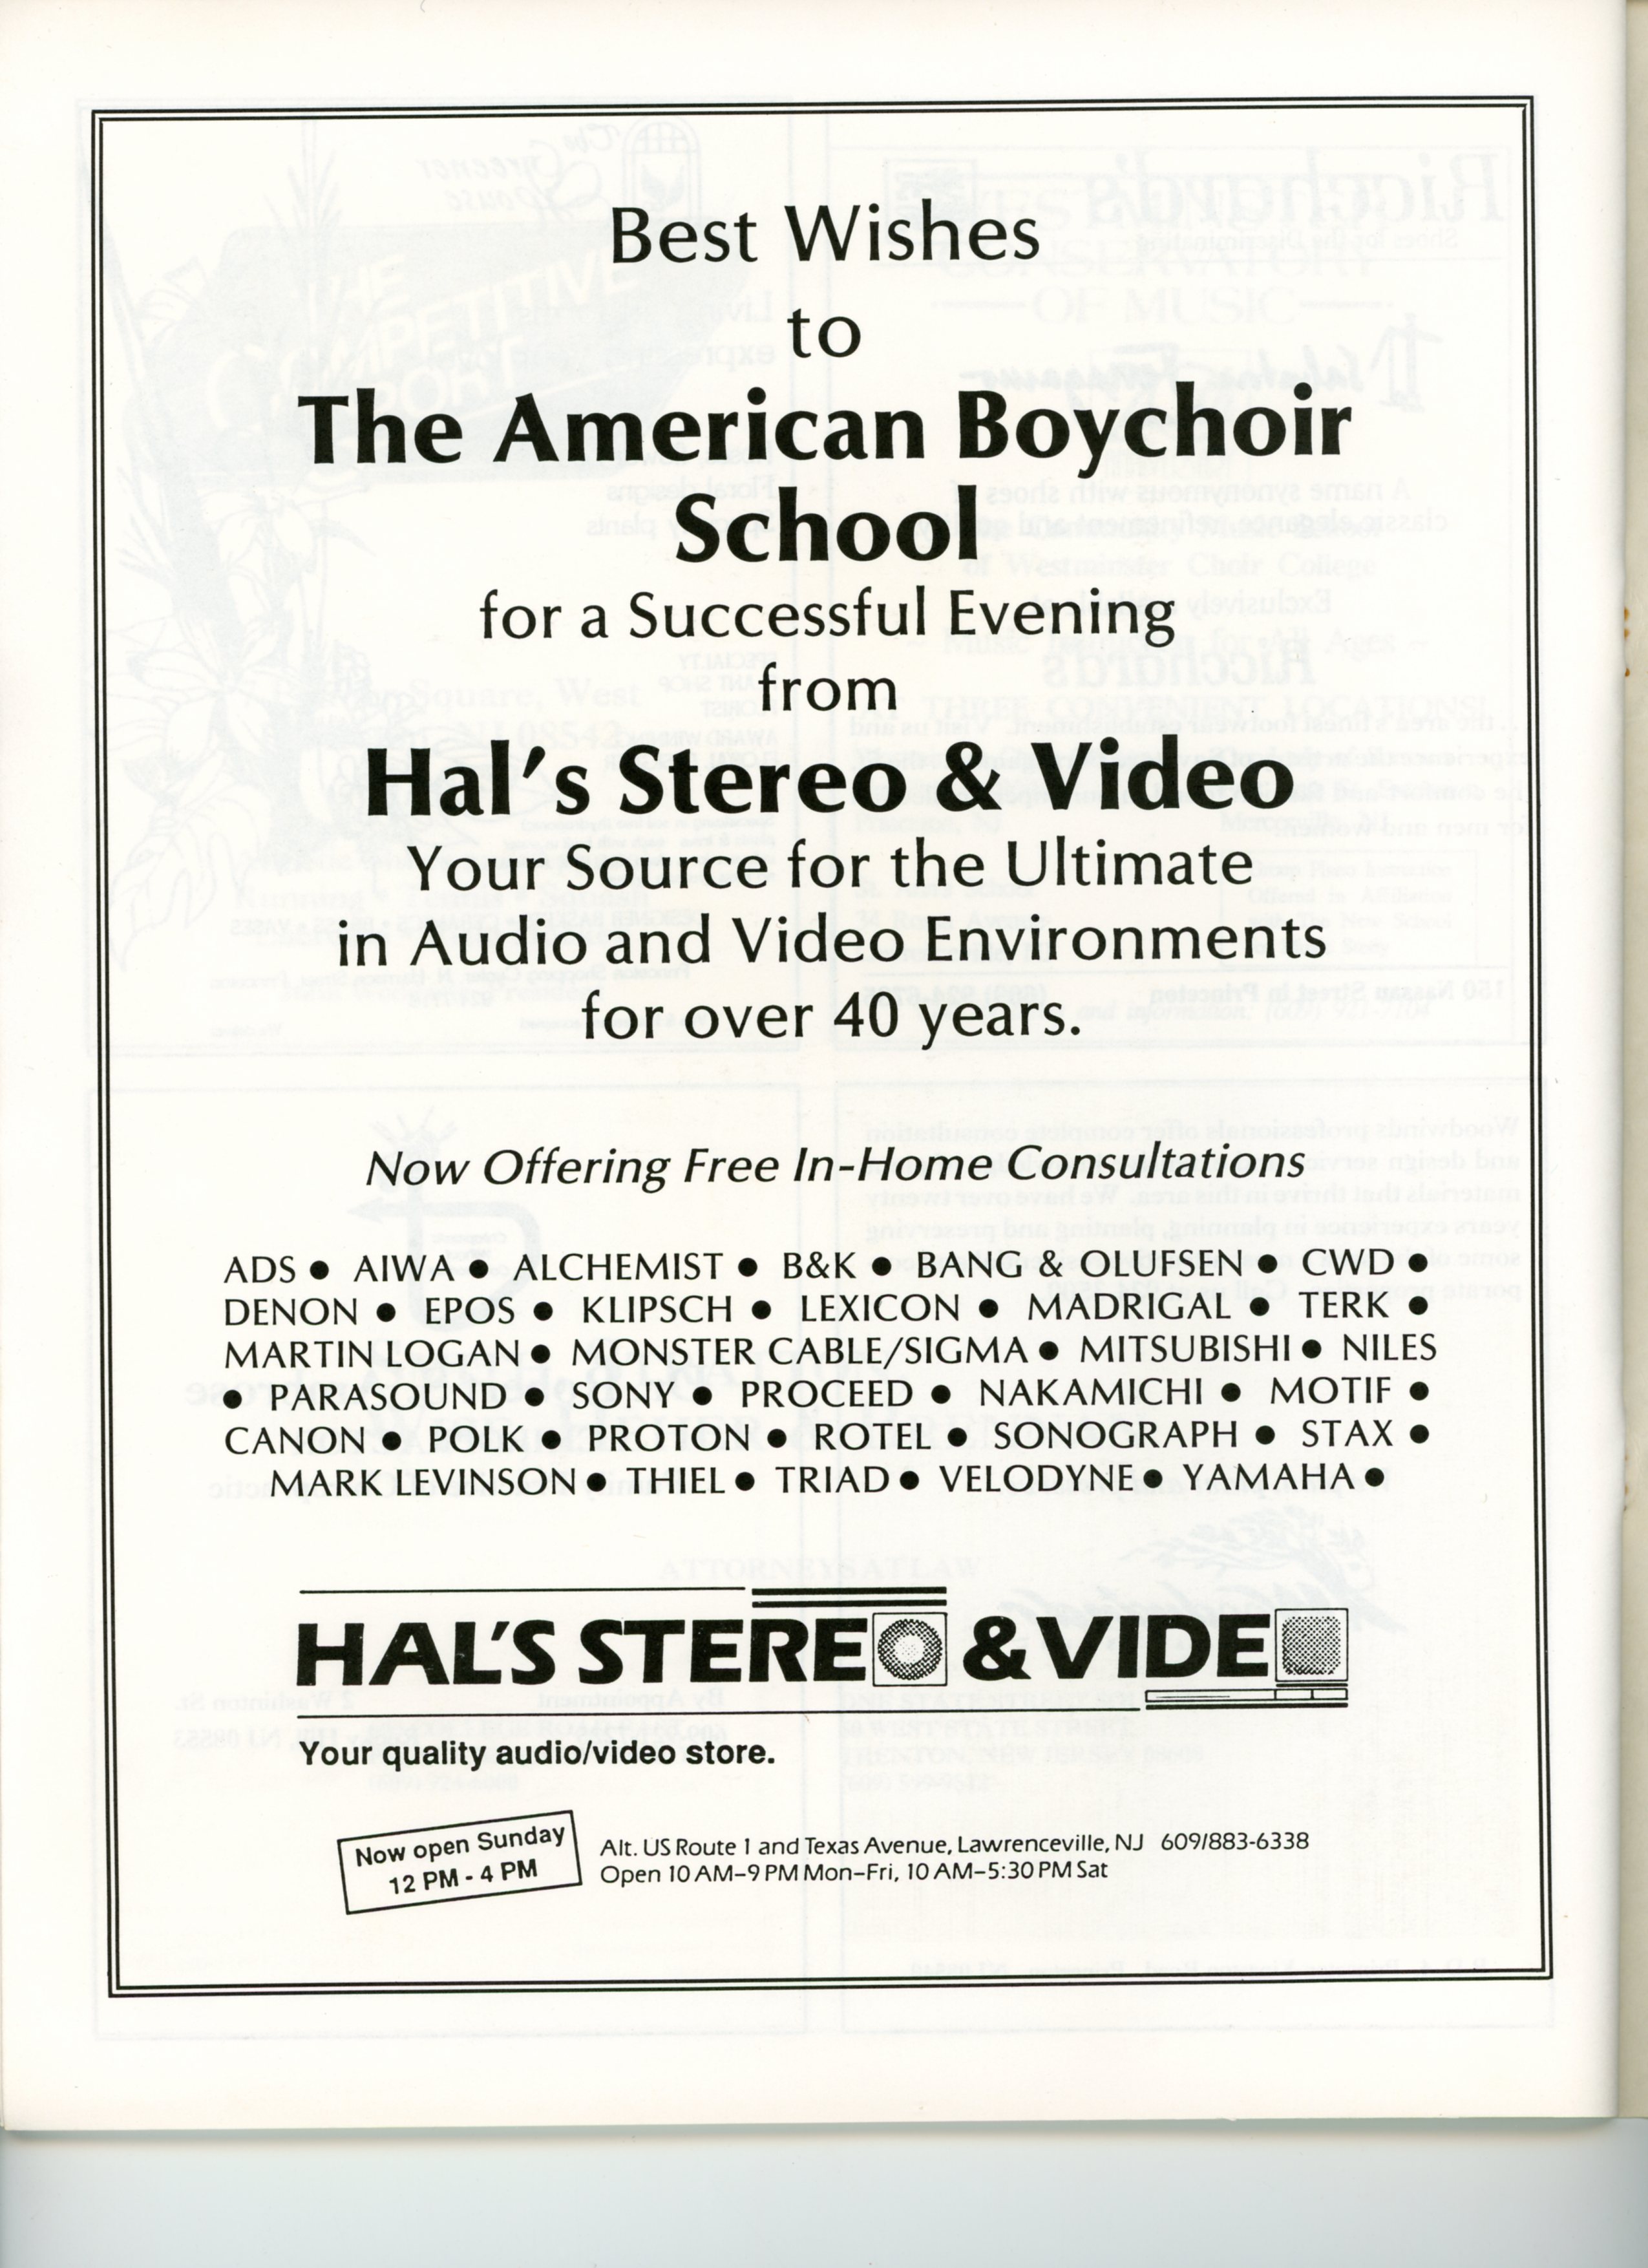 Best Wishes
to
The American Boychoir
School
for a Successful Evening
from
Hal's Stereo & Video
Your Source for the Ultimate
in Audio and Video Environments
for over 40 years.
Now Offering Free In-Home Consultations
ADS ● AIWA ● ALCHEMIST ● B&K ● BANG & OLUFSEN ● CWD ●
DENON ● EPOS ● KLIPSCH ● LEXICON ● MADRIGAL ● TERK ●
MARTIN LOGAN ● MONSTER CABLE/SIGMA ● MITSUBISHI ● NILES
● PARASOUND ● SONY ● PROCEED ● NAKAMICHI ● MOTIF ●
CANON ● POLK ● PROTON ● ROTEL ● SONOGRAPH ● STAX ●
MARK LEVINSON ● THIEL ● TRIAD ● VELODYNE ● YAMAHA ●
HAL'S STEREO & VIDEO
Your quality audio/video store.
Now open Sunday
12 PM - 4 PM
Alt. US Route 1 and Texas Avenue, Lawrenceville, NJ 609/883-6338
Open 10 AM–9 PM Mon–Fri, 10 AM–5:30 PM Sat